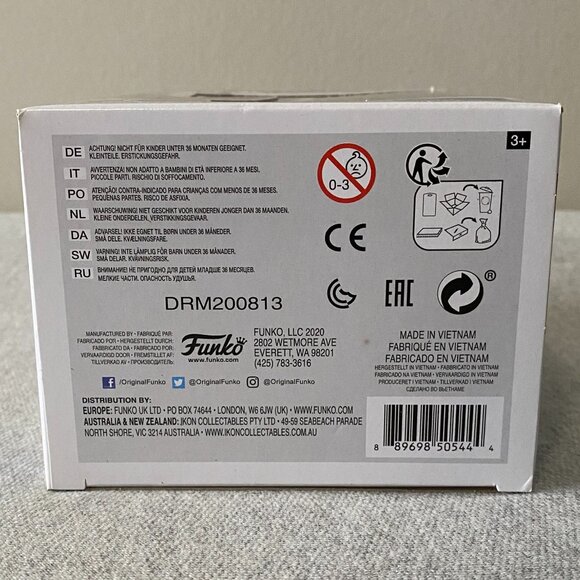 3+
DE ACHTUNG! NICHT FÜR KINDER UNTER 36 MONATEN GEEIGNET.
KLEINTEILE. ERSTICKUNGSGEFAHR.
IT AVVERTENZA! NON ADATTO A BAMBINI DI ETÀ INFERIORE A 36 MESI.
PICCOLE PARTI. RISCHIO DI SOFFOCAMENTO.
PO ATENÇÃO! CONTRA-INDICADO PARA CRIANÇAS COM MENOS DE 36 MESES.
PEQUENAS PARTES. RISCO DE ASFIXIA.
NL WAARSCHUWING! NIET GESCHIKT VOOR KINDEREN JONGER DAN 36 MAANDEN.
KLEINE ONDERDELEN, VERSTIKKINGSGEVAAR.
DA ADVARSEL! IKKE EGNET TIL BØRN UNDER 36 MÅNEDER.
SMÅ DELE. KVÆLNINGSFARE.
SW VARNING! INTE LÄMPLIG FÖR BARN UNDER 36 MÅNADER.
SMÅ DELAR. KVÄVNINGSRISK.
RU ВНИМАНИЕ! НЕ ПРИГОДНО ДЛЯ ДЕТЕЙ МЛАДШЕ 36 МЕСЯЦЕВ.
МЕЛКИЕ ЧАСТИ. ОПАСНОСТЬ УДУШЬЯ.
0-3
CE
EAC
®
DRM200813
MANUFACTURED BY • FABRIQUÉ PAR:
FABRICADO POR: • HERGESTELLT DURCH:
FABBRICATO DA • FABRICADO POR:
VERVAARDIGD DOOR • FREMSTILLET AF:
TILLVERKAD AV • ПРОИЗВОДИТЕЛЬ:
Funko
www.funko.com
FUNKO, LLC 2020
2802 WETMORE AVE
EVERETT, WA 98201
(425) 783-3616
/OriginalFunko @OriginalFunko @OriginalFunko
MADE IN VIETNAM
FABRIQUÉ EN VIETNAM
FABRICADO EN VIETNAM
HERGESTELLT IN VIETNAM • FABBRICATO IN VIETNAM
FABRICADO NA VIETNAM • VERVAARDIGD IN VIETNAM
PRODUCERET I VIETNAM • TILLVERKAD I VIETNAM
СДЕЛАНО ВО ВЬЕТНАМЕ
DISTRIBUTION BY:
EUROPE: FUNKO UK LTD • PO BOX 74644 • LONDON, W6 6JW (UK) • WWW.FUNKO.COM
AUSTRALIA & NEW ZEALAND: IKON COLLECTABLES PTY LTD • 49-59 SEABEACH PARADE
NORTH SHORE, VIC 3214 AUSTRALIA • WWW.IKONCOLLECTABLES.COM.AU
8 89698 50544 4